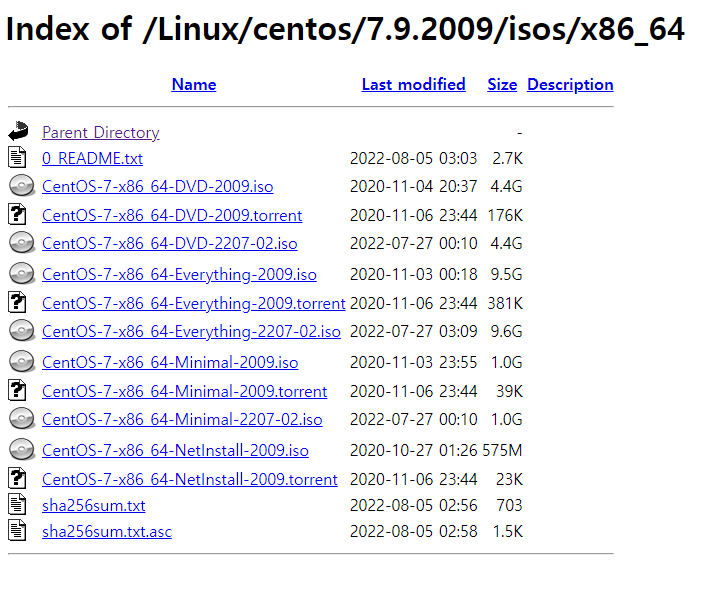 Index of /Linux/centos/7.9.2009/isos/x86_64
Name Last modified Size Description
Parent Directory -
0_README.txt 2022-08-05 03:03 2.7K
CentOS-7-x86_64-DVD-2009.iso 2020-11-04 20:37 4.4G
CentOS-7-x86_64-DVD-2009.torrent 2020-11-06 23:44 176K
CentOS-7-x86_64-DVD-2207-02.iso 2022-07-27 00:10 4.4G
CentOS-7-x86_64-Everything-2009.iso 2020-11-03 00:18 9.5G
CentOS-7-x86_64-Everything-2009.torrent 2020-11-06 23:44 381K
CentOS-7-x86_64-Everything-2207-02.iso 2022-07-27 03:09 9.6G
CentOS-7-x86_64-Minimal-2009.iso 2020-11-03 23:55 1.0G
CentOS-7-x86_64-Minimal-2009.torrent 2020-11-06 23:44 39K
CentOS-7-x86_64-Minimal-2207-02.iso 2022-07-27 00:10 1.0G
CentOS-7-x86_64-NetInstall-2009.iso 2020-10-27 01:26 575M
CentOS-7-x86_64-NetInstall-2009.torrent 2020-11-06 23:44 23K
sha256sum.txt 2022-08-05 02:56 703
sha256sum.txt.asc 2022-08-05 02:58 1.5K